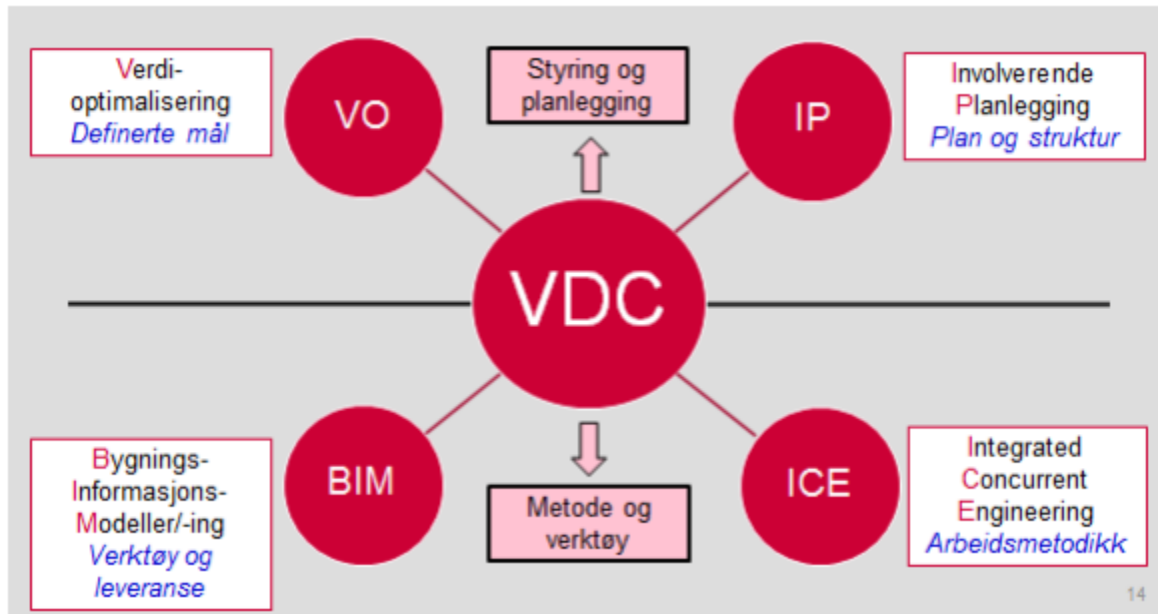 Verdi-
optimalisering
Definerte mål
VO
Styring og
planlegging
IP
Involverende
Planlegging
Plan og struktur
VDC
Bygnings-
Informasjons-
Modeller/-ing
Verktøy og
leveranse
BIM
Metode og
verktøy
ICE
Integrated
Concurrent
Engineering
Arbeidsmetodikk
14